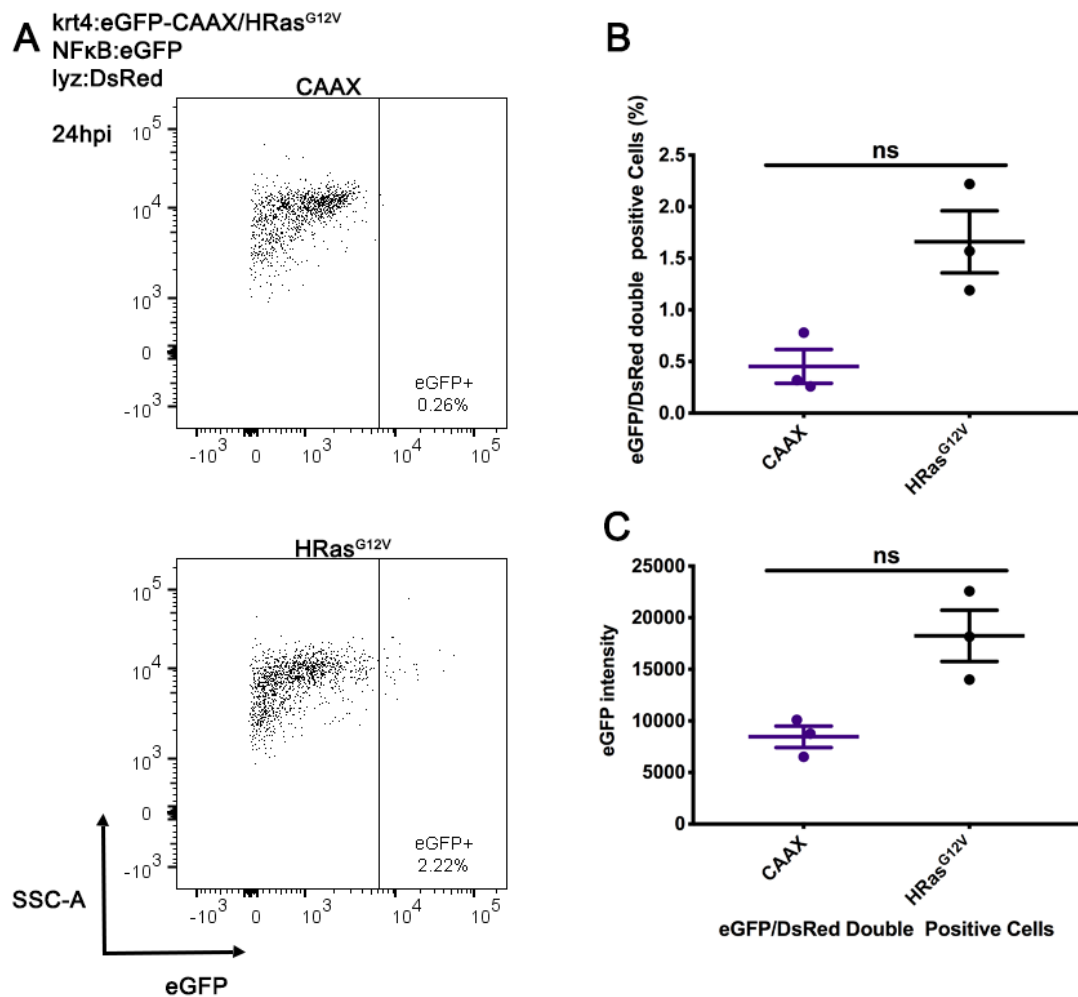 A
krt4:eGFP-CAAX/HRasG12V
NFκB:eGFP
lyz:DsRed
24hpi
CAAX
10^5
10^4
10^3
0
-10^3
eGFP+
0.26%
-10^3 0 10^3 10^4 10^5
HRasG12V
10^5
10^4
10^3
0
-10^3
eGFP+
2.22%
-10^3 0 10^3 10^4 10^5
SSC-A
eGFP
B
eGFP/DsRed double positive Cells (%)
ns
2.5
2.0
1.5
1.0
0.5
0.0
CAAX
HRasG12V
C
eGFP intensity
ns
25000
20000
15000
10000
5000
0
CAAX
HRasG12V
eGFP/DsRed Double Positive Cells